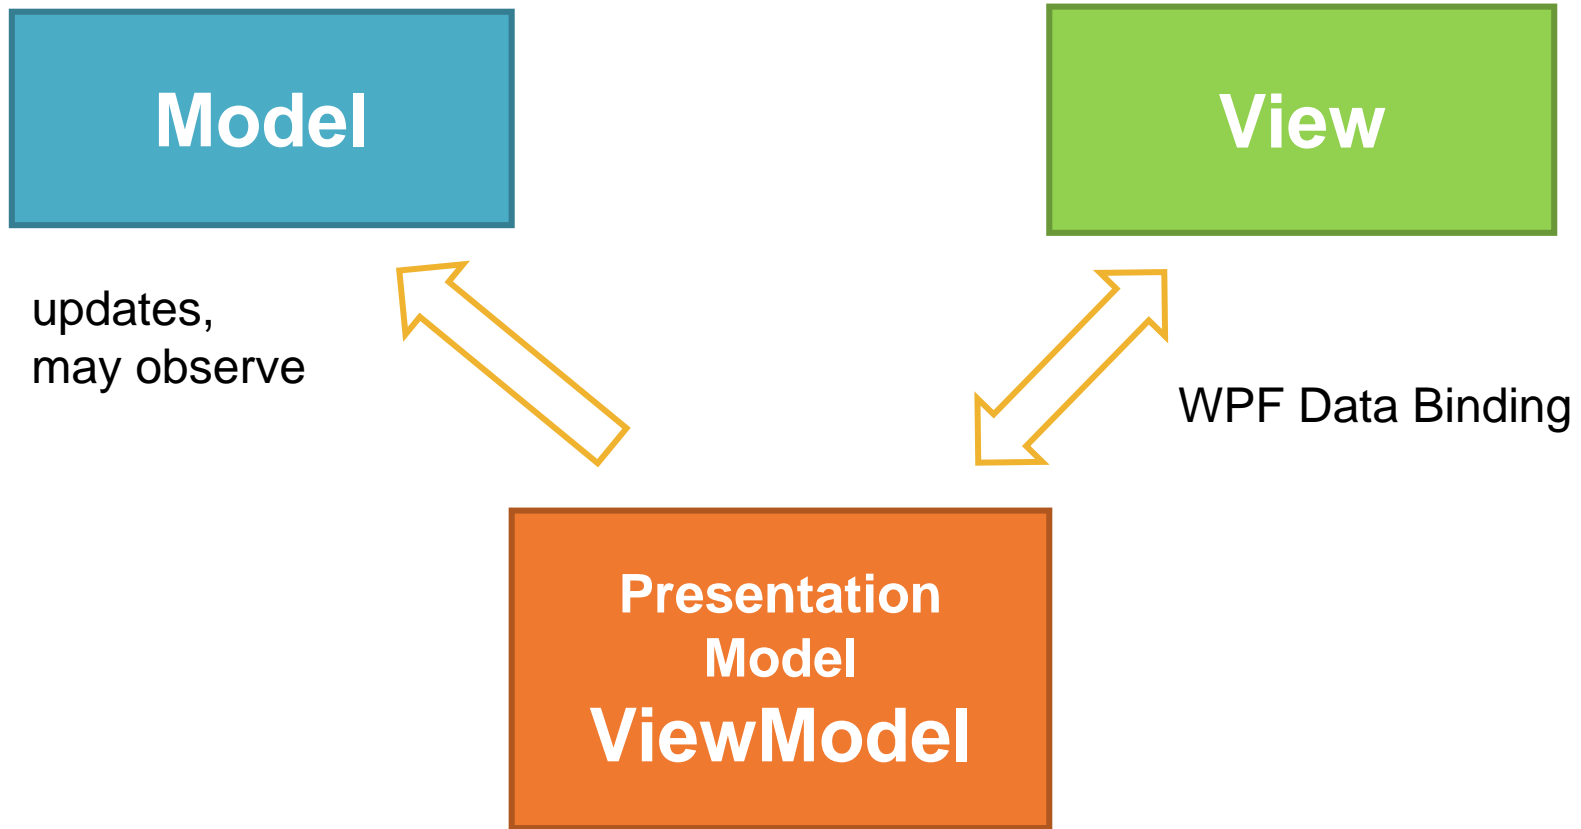 Model
View
updates,
may observe
WPF Data Binding
Presentation
Model
ViewModel